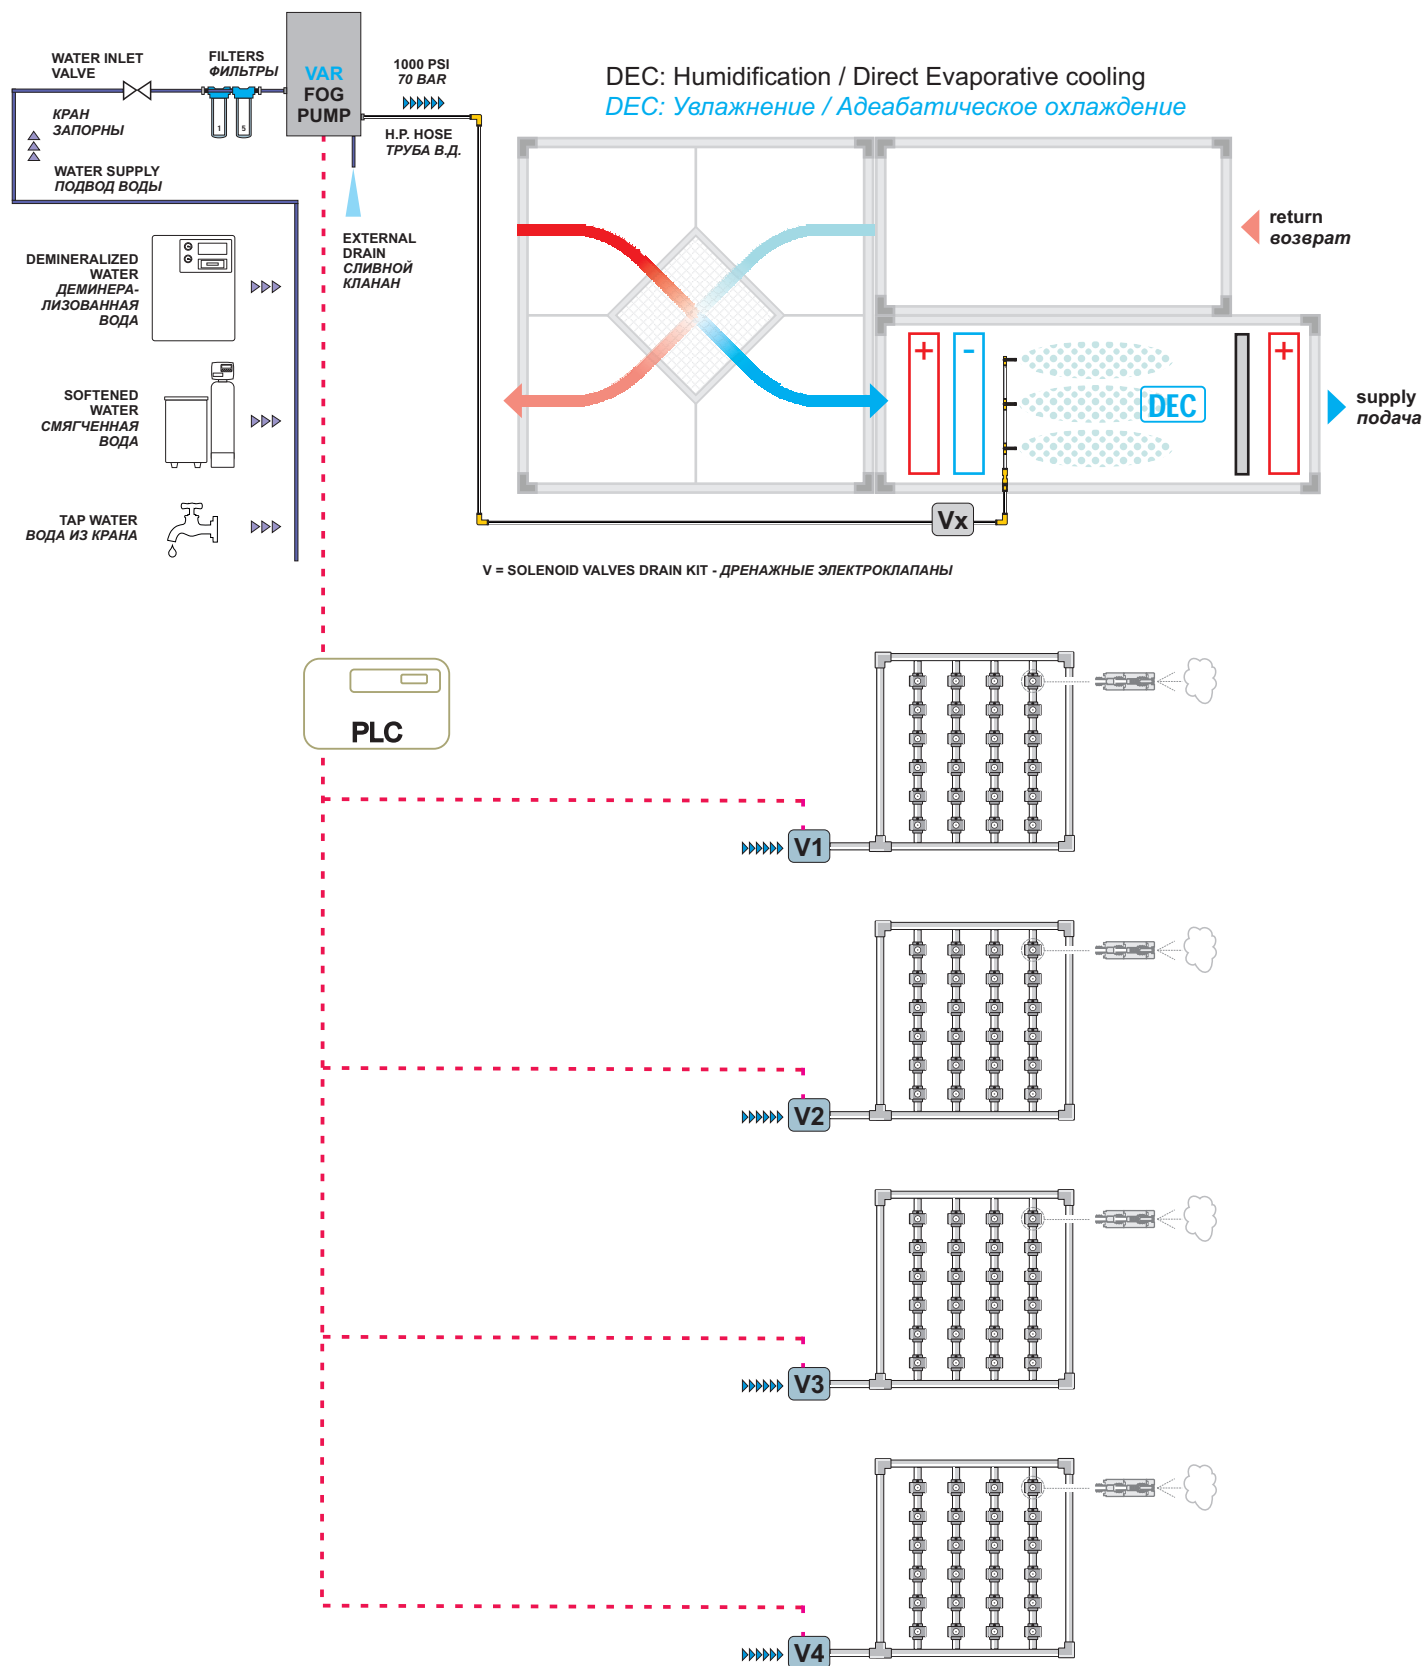 WATER INLET
VALVE
FILTERS
ФИЛЬТРЫ
VAR
FOG
PUMP
1000 PSI
70 BAR
DEC: Humidification / Direct Evaporative cooling
DEC: Увлажнение / Адеабатическое охлаждение
КРАН
ЗАПОРНЫ
1
5
H.P. HOSE
ТРУБА В.Д.
WATER SUPPLY
ПОДВОД ВОДЫ
EXTERNAL
DRAIN
СЛИВНОЙ
КЛАНАН
return
возврат
DEMINERALIZED
WATER
ДЕМИНЕРА-
ЛИЗОВАННАЯ
ВОДА
+
-
+
DEC
supply
подача
SOFTENED
WATER
СМЯГЧЕННАЯ
ВОДА
TAP WATER
ВОДА ИЗ КРАНА
Vx
V = SOLENOID VALVES DRAIN KIT - ДРЕНАЖНЫЕ ЭЛЕКТРОКЛАПАНЫ
PLC
V1
V2
V3
V4